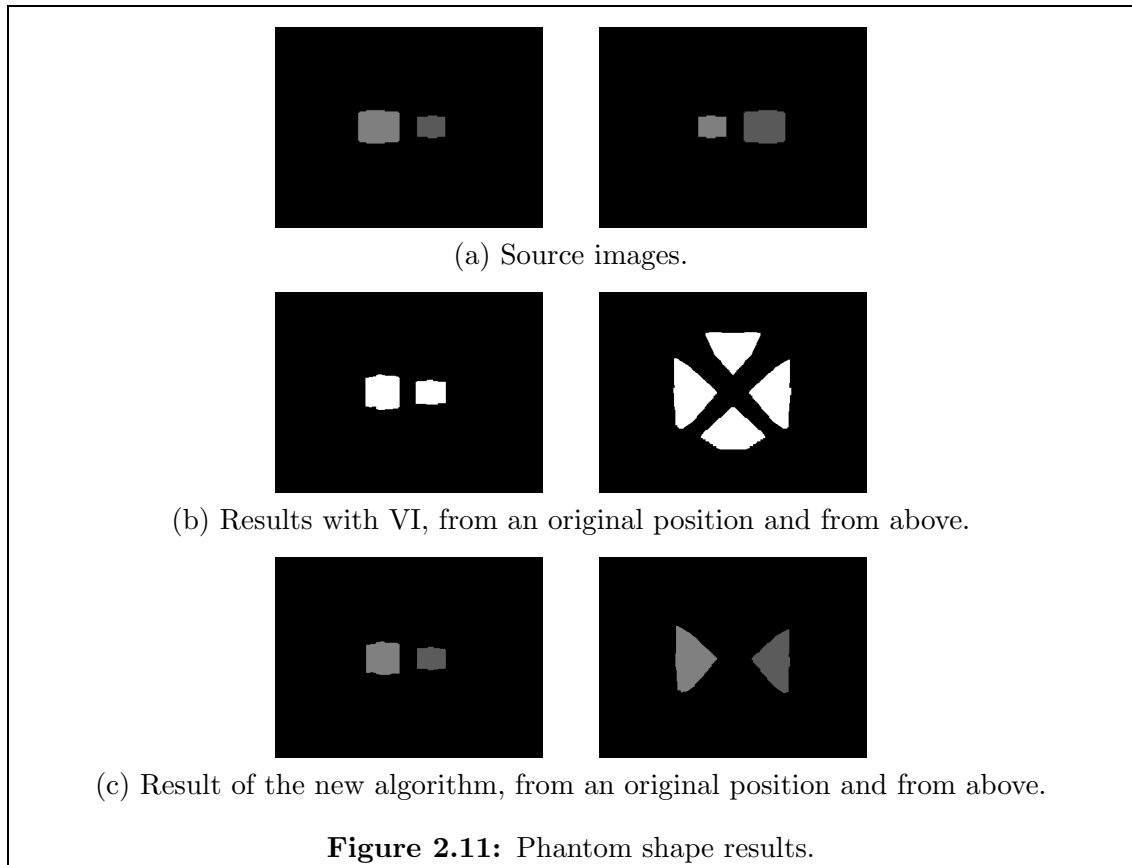 (a) Source images.
(b) Results with VI, from an original position and from above.
(c) Result of the new algorithm, from an original position and from above.
Figure 2.11: Phantom shape results.